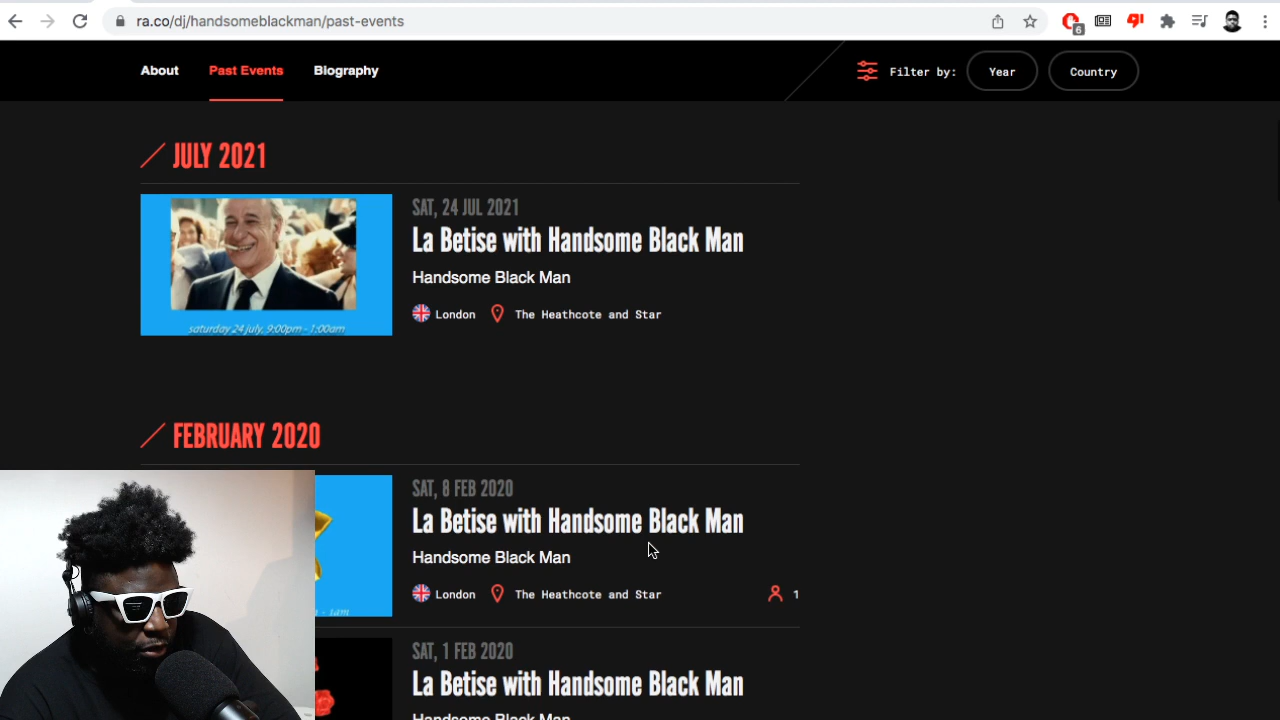 ra.co/dj/handsomeblackman/past-events
6
About Past Events Biography Filter by: Year Country
JULY 2021
SAT, 24 JUL 2021
La Betise with Handsome Black Man
Handsome Black Man
London The Heathcote and Star
saturday 24 july, 9:00pm - 1:00am
FEBRUARY 2020
SAT, 8 FEB 2020
La Betise with Handsome Black Man
Handsome Black Man
London The Heathcote and Star 1
- 1am
SAT, 1 FEB 2020
La Betise with Handsome Black Man
Handsome Black Man